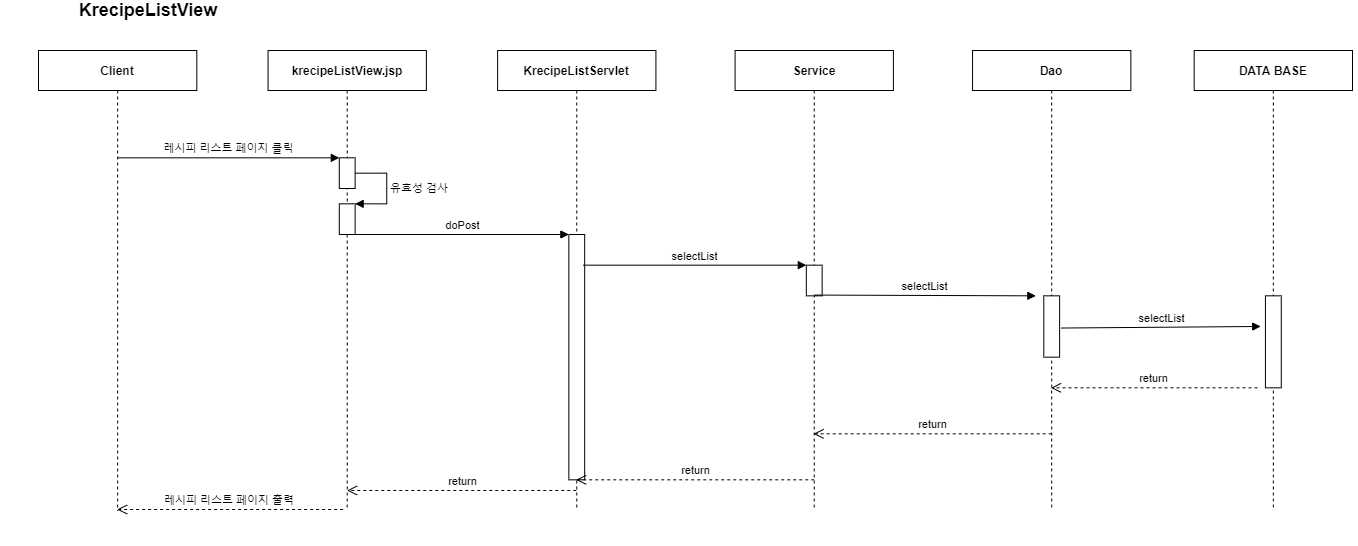 KrecipeListView
Client
krecipeListView.jsp
KrecipeListServlet
Service
Dao
DATA BASE
레시피 리스트 페이지 클릭
유효성 검사
doPost
selectList
selectList
selectList
return
return
return
return
레시피 리스트 페이지 출력